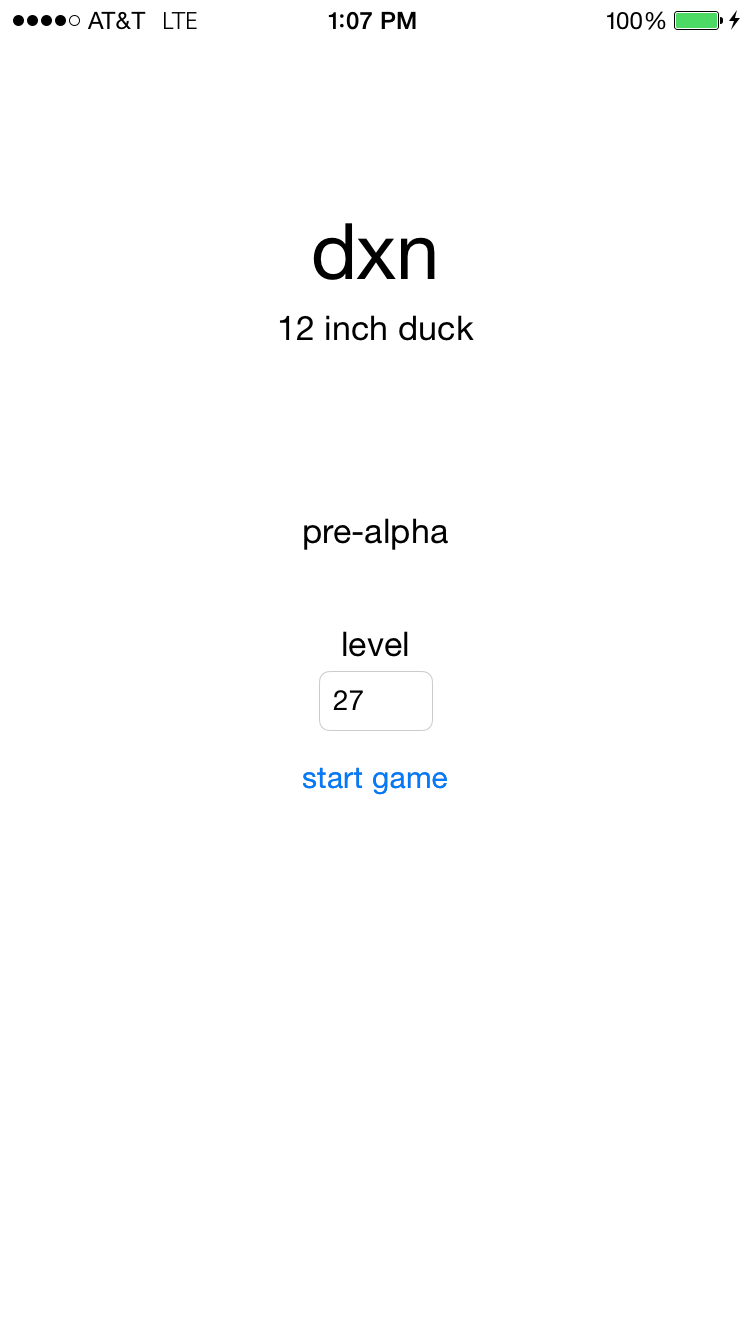 AT&T LTE 1:07 PM 100%
dxn
12 inch duck
pre-alpha
level
27
start game